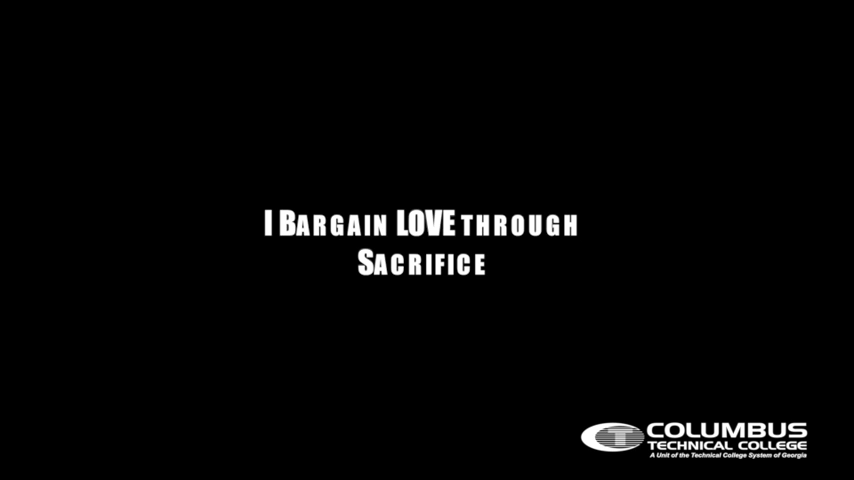 I BARGAIN LOVE THROUGH
SACRIFICE
COLUMBUS
TECHNICAL COLLEGE
A Unit of the Technical College System of Georgia